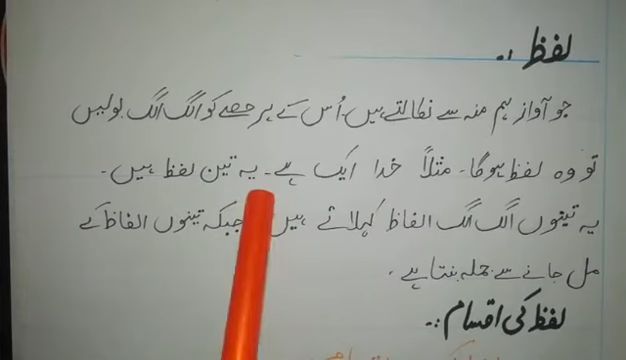 لفظ:۔
جو آواز ہم منہ سے نکالتے ہیں۔ اُس کے ہر حصے کو الگ الگ بولیں
تو وہ لفظ ہوگا۔ مثلاً خدا ایک ہے۔ یہ تین لفظ ہیں۔
یہ تینوں الگ الگ الفاظ کہلاتے ہیں جبکہ تینوں الفاظ کے
مل جانے سے جملہ بنتا ہے۔
لفظ کی اقسام:۔